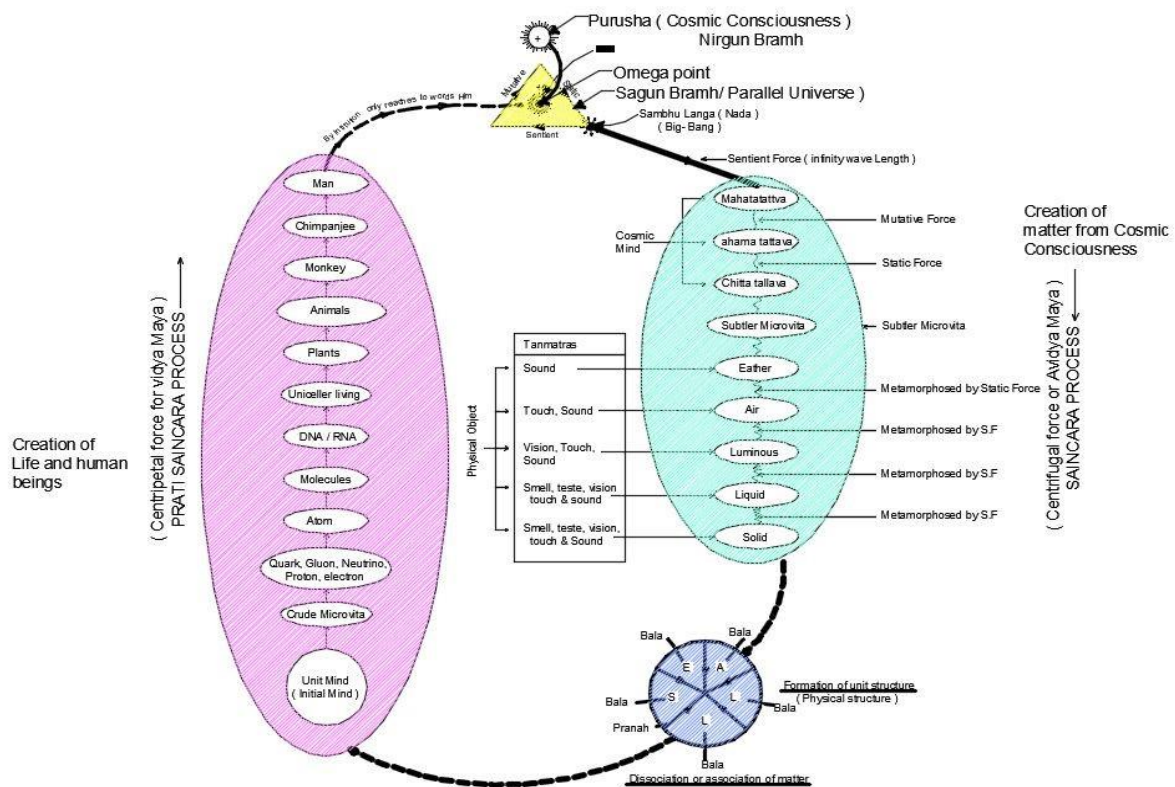 Purusha ( Cosmic Consciousness )
Nirgun Bramh
Omega point
Sagun Bramh/ Parallel Universe )
Sambhu Langa ( Nada )
( Big- Bang )
Mutative
Static
Sentient
By intuition only reaches to words Him
Sentient Force ( infinity wave Length )
Man
Chimpanjee
Monkey
Animals
Plants
Uniceller living
DNA / RNA
Molecules
Atom
Quark, Gluon, Neutrino,
Proton, electron
Crude Microvita
Unit Mind
( Initial Mind )
( Centripetal force for vidya Maya )
PRATI SAINCARA PROCESS
Creation of
Life and human
beings
Mahatatattva
ahama tattava
Chitta tallava
Subtler Microvita
Eather
Air
Luminous
Liquid
Solid
Cosmic
Mind
Mutative Force
Static Force
Subtler Microvita
Metamorphosed by Static Force
Metamorphosed by S.F
Metamorphosed by S.F
Metamorphosed by S.F
Creation of
matter from Cosmic
Consciousness
( Centrifugal force or Avidya Maya )
SAINCARA PROCESS
Physical Object
Tanmatras
Sound
Touch, Sound
Vision, Touch,
Sound
Smell, teste, vision
touch & sound
Smell, teste, vision,
touch & Sound
Bala
Bala
E
A
Bala
S
L
Bala
Pranah
L
Bala
Formation of unit structure
( Physical structure )
Dissociation or association of matter